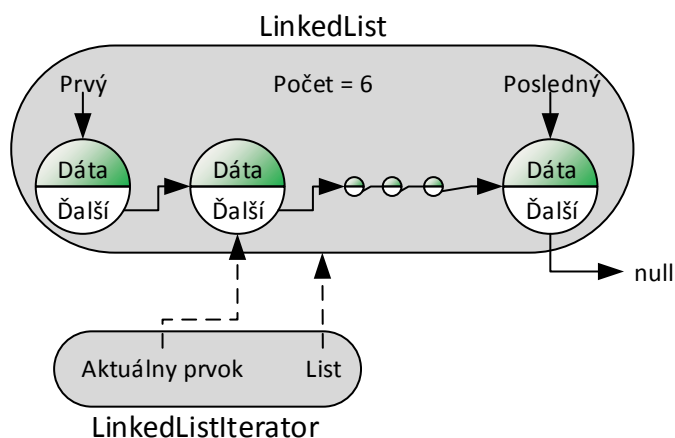 LinkedList
Prvý
Počet = 6
Posledný
Dáta
Dáta
Dáta
Ďalší
Ďalší
Ďalší
null
Aktuálny prvok
List
LinkedListIterator